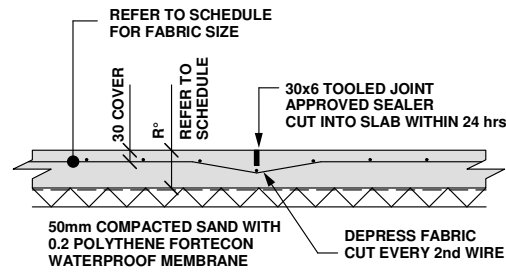 REFER TO SCHEDULE
FOR FABRIC SIZE
30 COVER
R°
REFER TO
SCHEDULE
30x6 TOOLED JOINT
APPROVED SEALER
CUT INTO SLAB WITHIN 24 hrs
50mm COMPACTED SAND WITH
0.2 POLYTHENE FORTECON
WATERPROOF MEMBRANE
DEPRESS FABRIC
CUT EVERY 2nd WIRE